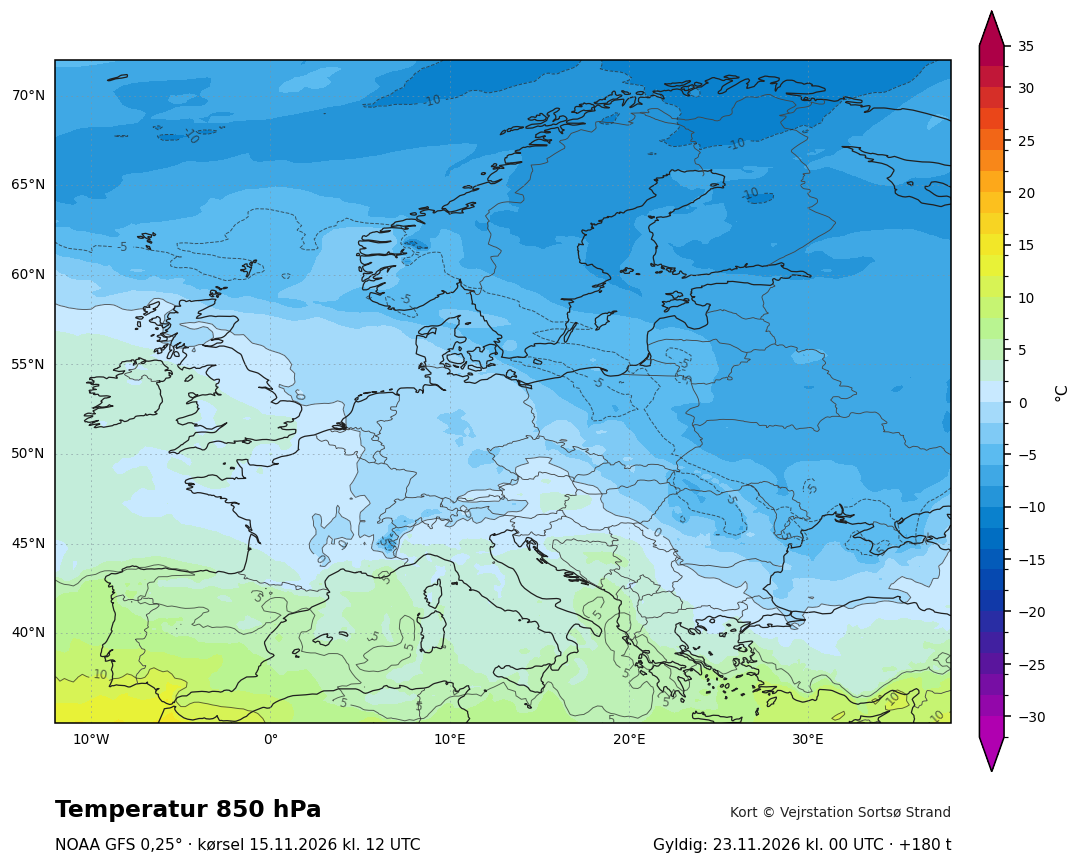 70°N
65°N
60°N
55°N
50°N
45°N
40°N
10°W
0°
10°E
20°E
30°E
35
30
25
20
15
10
5
0
−5
−10
−15
−20
−25
−30
°C
Temperatur 850 hPa
Kort © Vejrstation Sortsø Strand
NOAA GFS 0,25° · kørsel 15.11.2026 kl. 12 UTC
Gyldig: 23.11.2026 kl. 00 UTC · +180 t